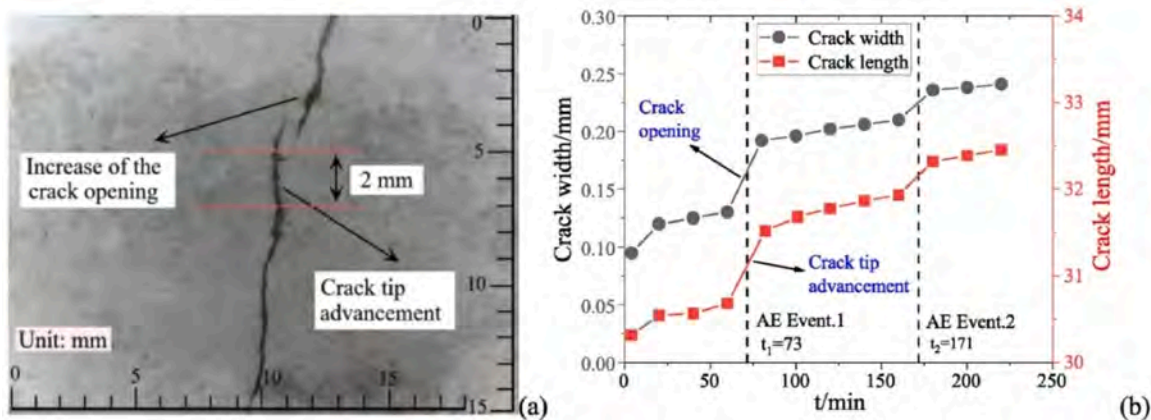 0
Increase of the
crack opening
5
2 mm
10
Crack tip
advancement
Unit: mm
0
5
10
15
15
(a)
0.30
0.25
0.20
0.15
0.10
0.05
0.00
Crack width/mm
34
33
32
31
30
Crack length/mm
Crack width
Crack length
Crack
opening
Crack tip
advancement
AE Event.1
t₁=73
AE Event.2
t₂=171
0
50
100
150
200
250
t/min
(b)